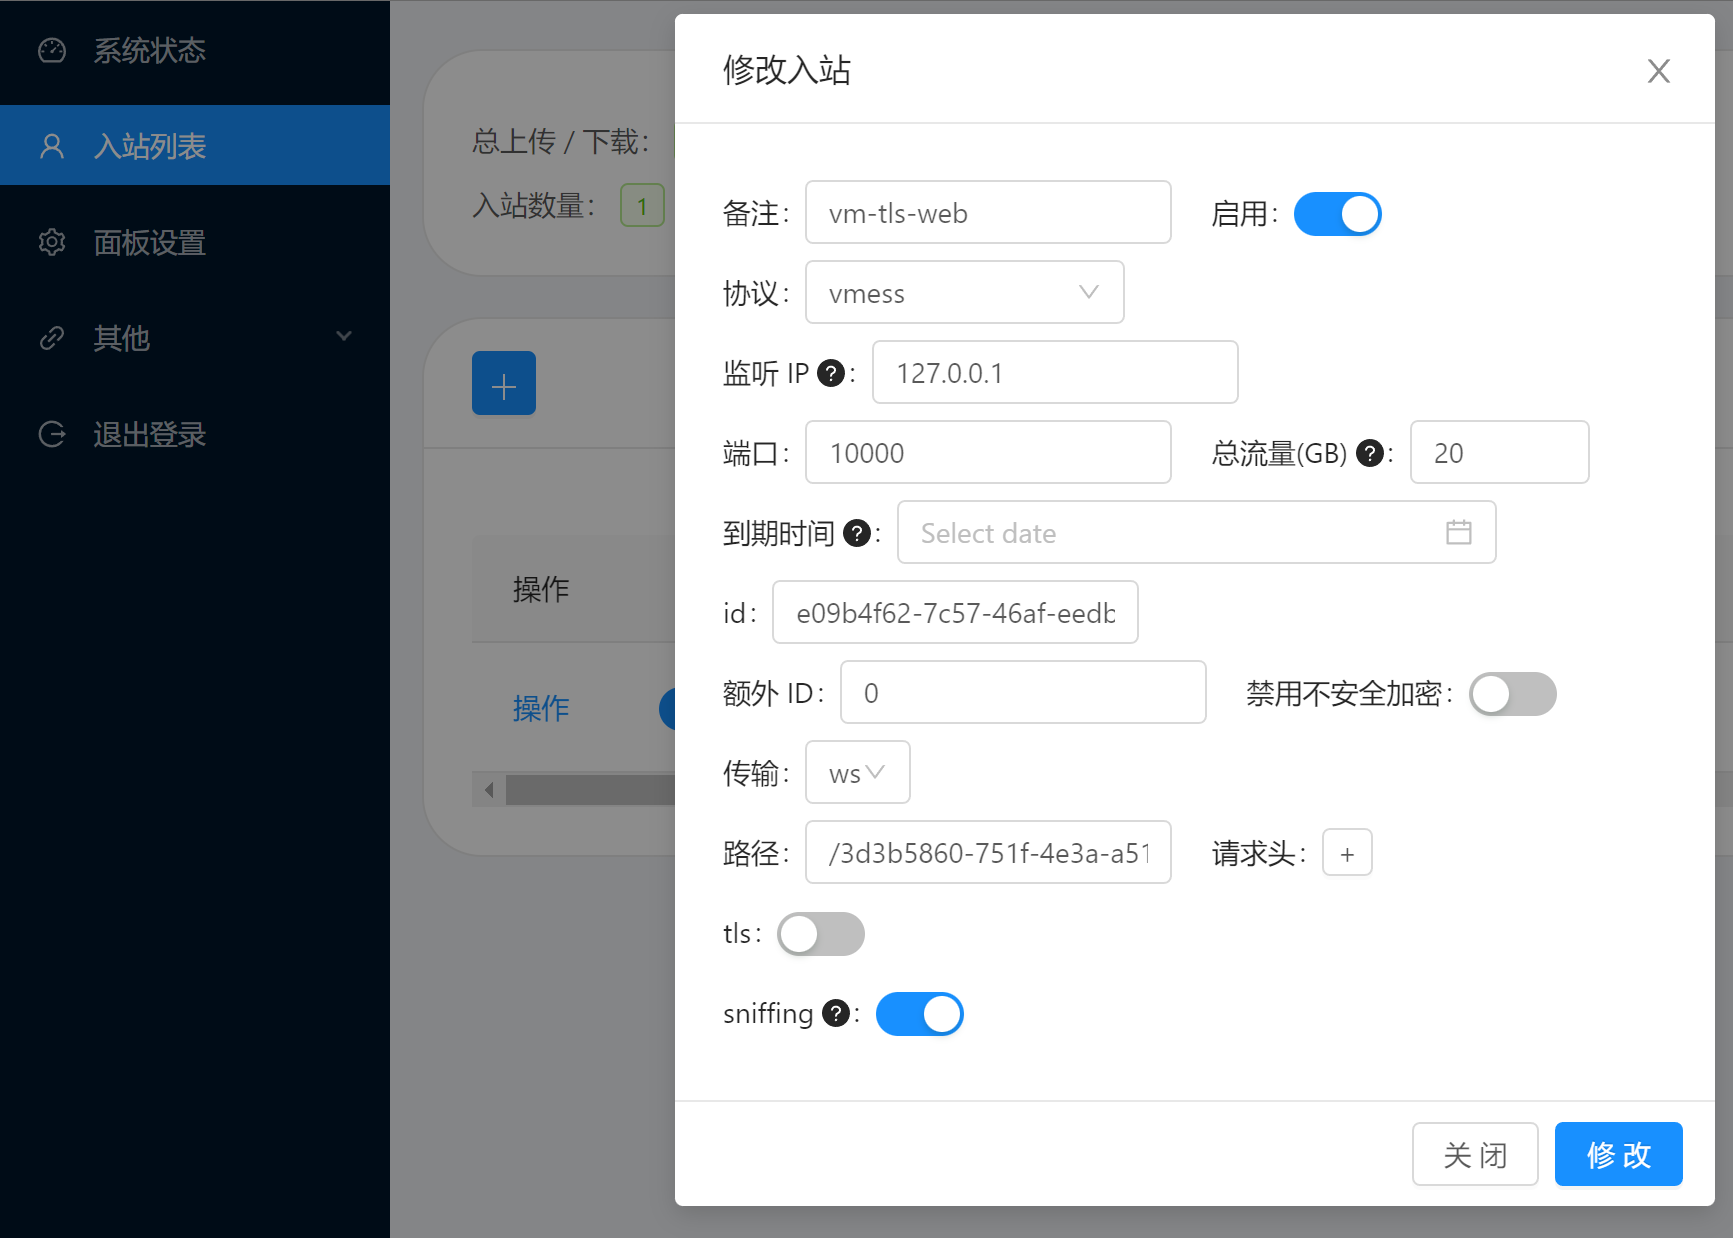 系统状态
入站列表
面板设置
其他
退出登录
总上传 / 下载：
入站数量： 1
操作
操作
修改入站
备注： vm-tls-web 启用：
协议： vmess
监听 IP ? : 127.0.0.1
端口： 10000 总流量(GB) ? : 20
到期时间 ? : Select date
id： e09b4f62-7c57-46af-eedb
额外 ID： 0 禁用不安全加密：
传输： ws
路径： /3d3b5860-751f-4e3a-a51 请求头： +
tls：
sniffing ? :
关 闭 修 改